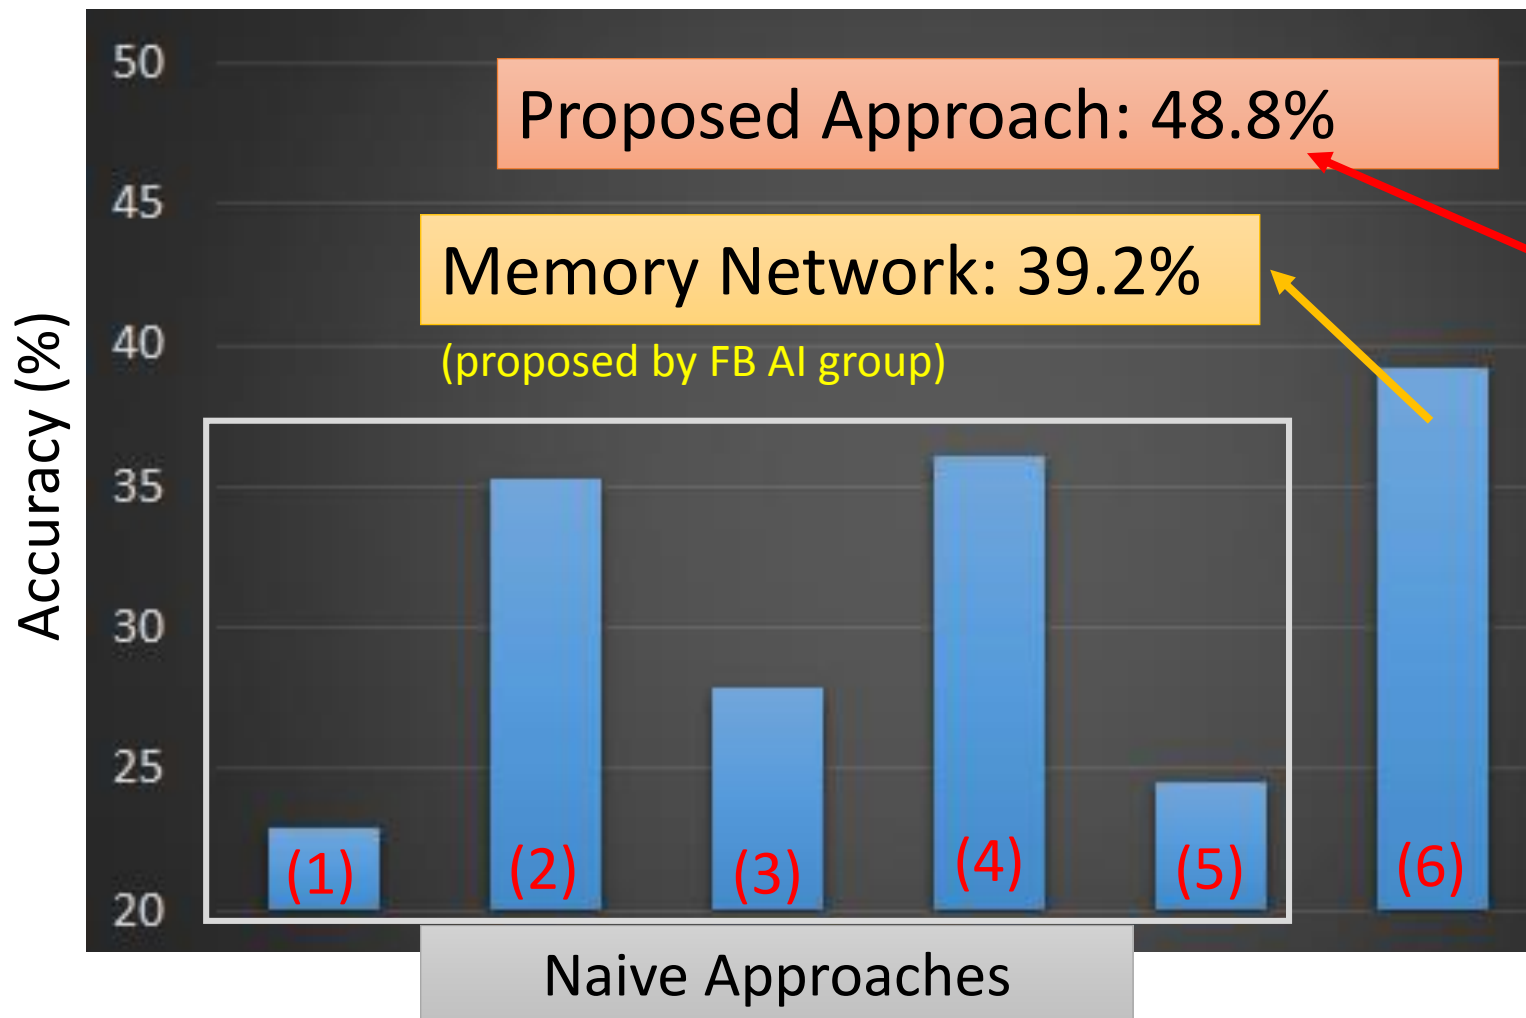 50
Proposed Approach: 48.8%
45
Memory Network: 39.2%
40
(proposed by FB AI group)
Accuracy (%)
35
30
25
20
(1) (2) (3) (4) (5) (6)
Naive Approaches